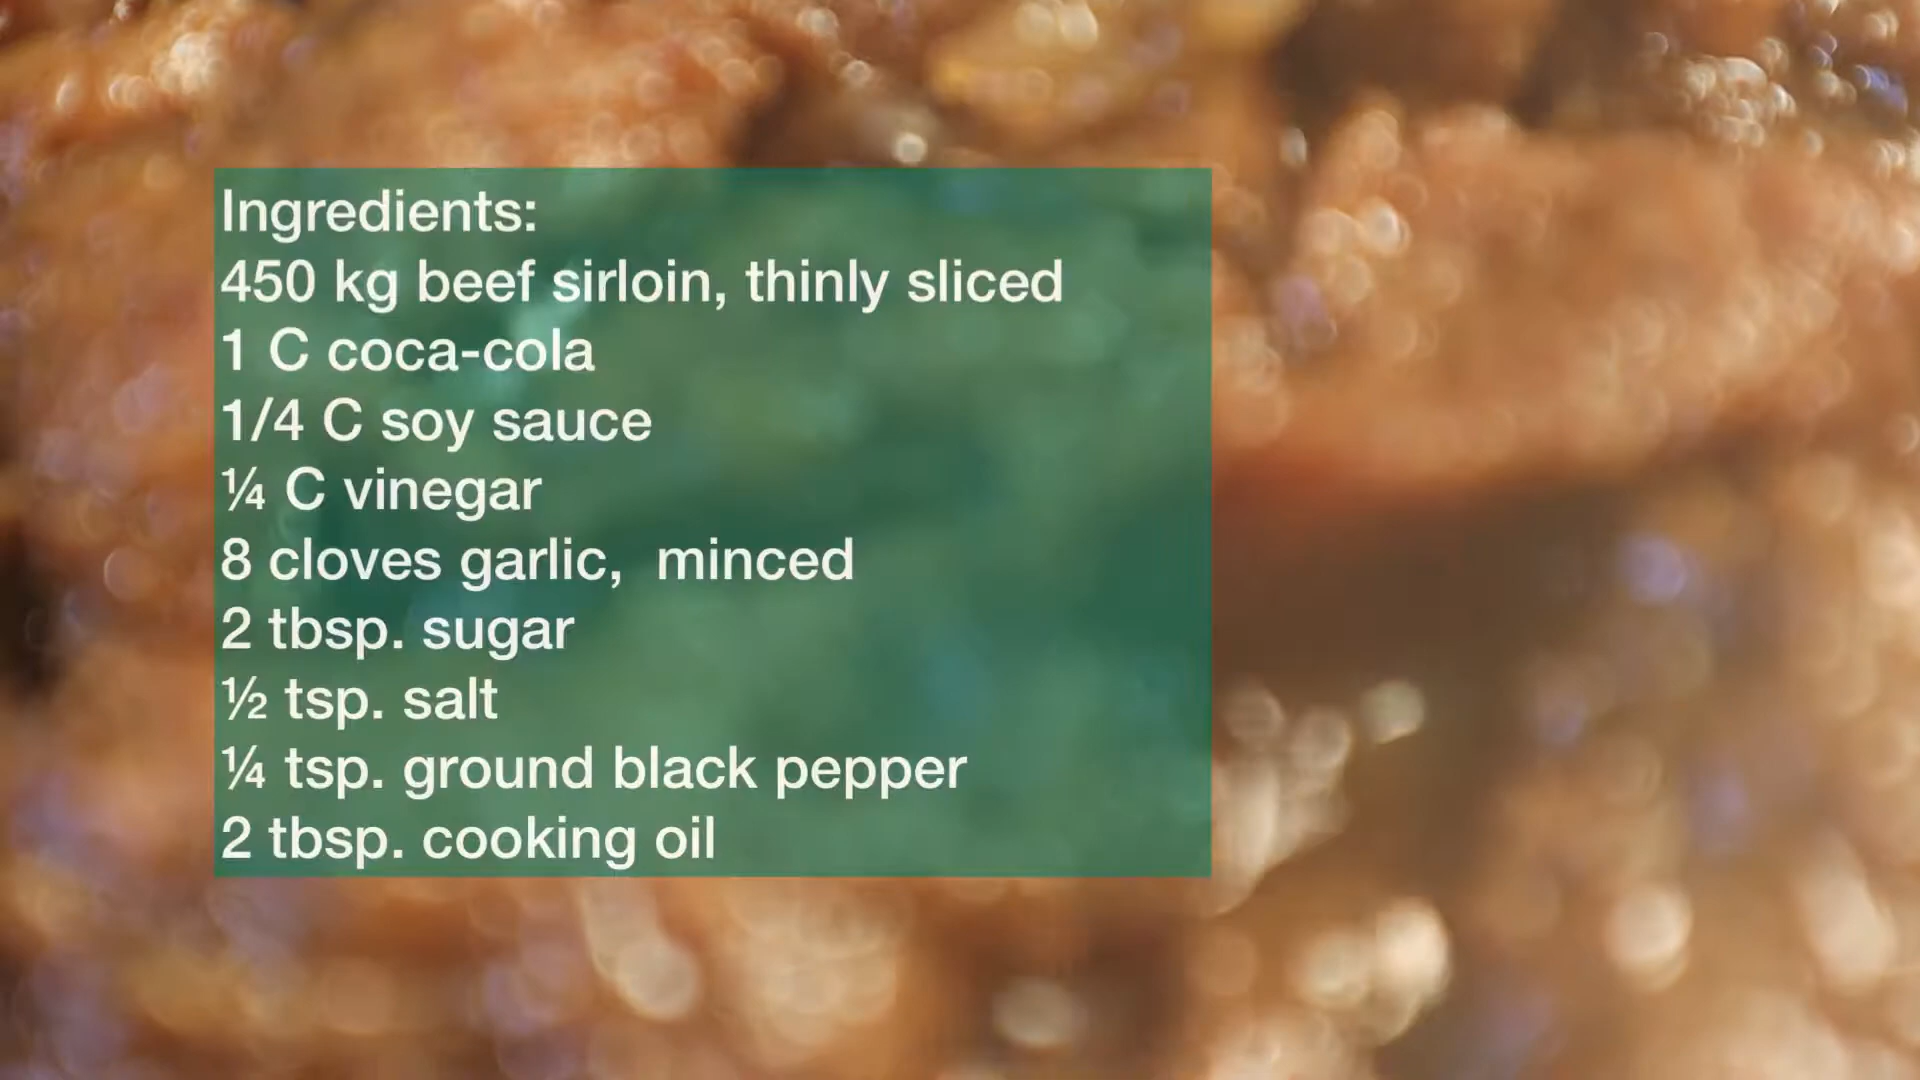 Ingredients:
450 kg beef sirloin, thinly sliced
1 C coca-cola
1/4 C soy sauce
¼ C vinegar
8 cloves garlic,  minced
2 tbsp. sugar
½ tsp. salt
¼ tsp. ground black pepper
2 tbsp. cooking oil